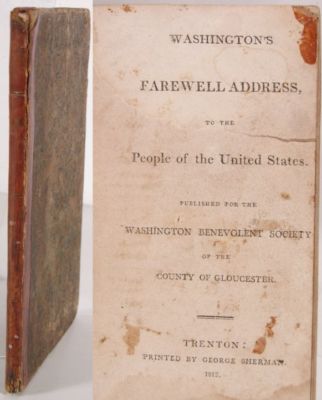 WASHINGTON'S
FAREWELL ADDRESS,
TO THE
People of the United States.
PUBLISHED FOR THE
WASHINGTON BENEVOLENT SOCIETY
OF THE
COUNTY OF GLOUCESTER.
TRENTON:
PRINTED BY GEORGE SHERMAN.
1812.